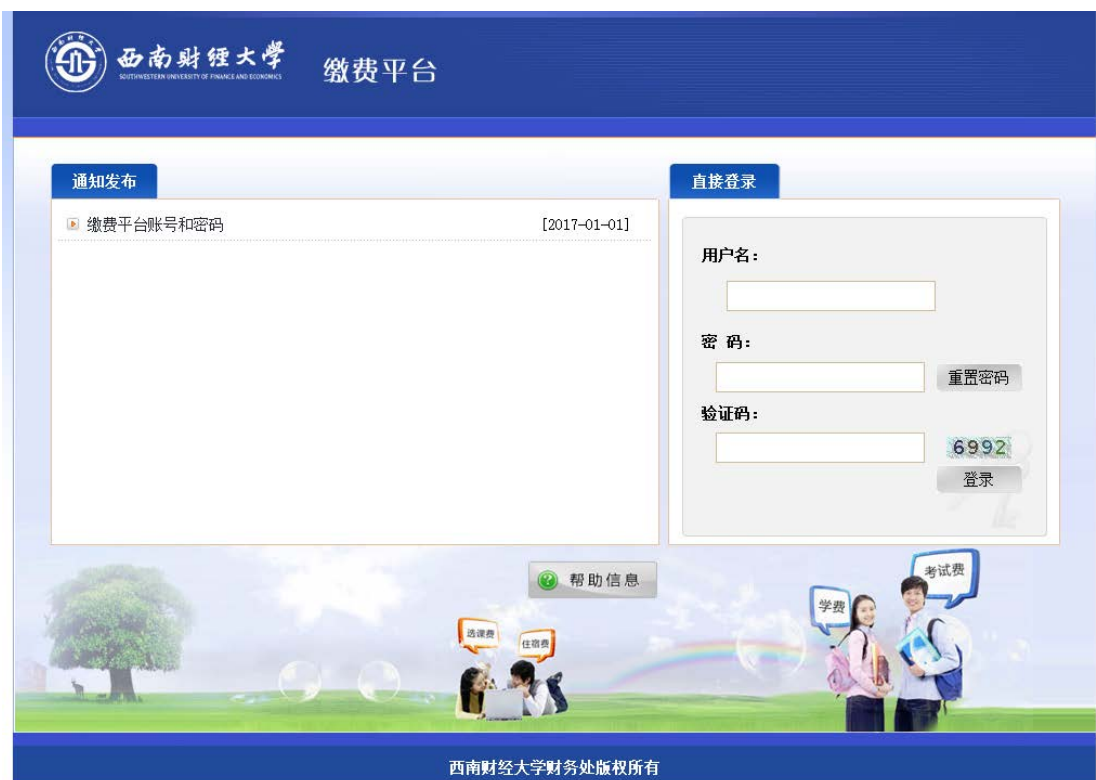 西南财经大学
SOUTHWESTERN UNIVERSITY OF FINANCE AND ECONOMICS
缴费平台
通知发布
缴费平台账号和密码 [2017-01-01]
直接登录
用户名：
密 码：
重置密码
验证码：
6992
登录
帮助信息
选课费
住宿费
学费
考试费
西南财经大学财务处版权所有